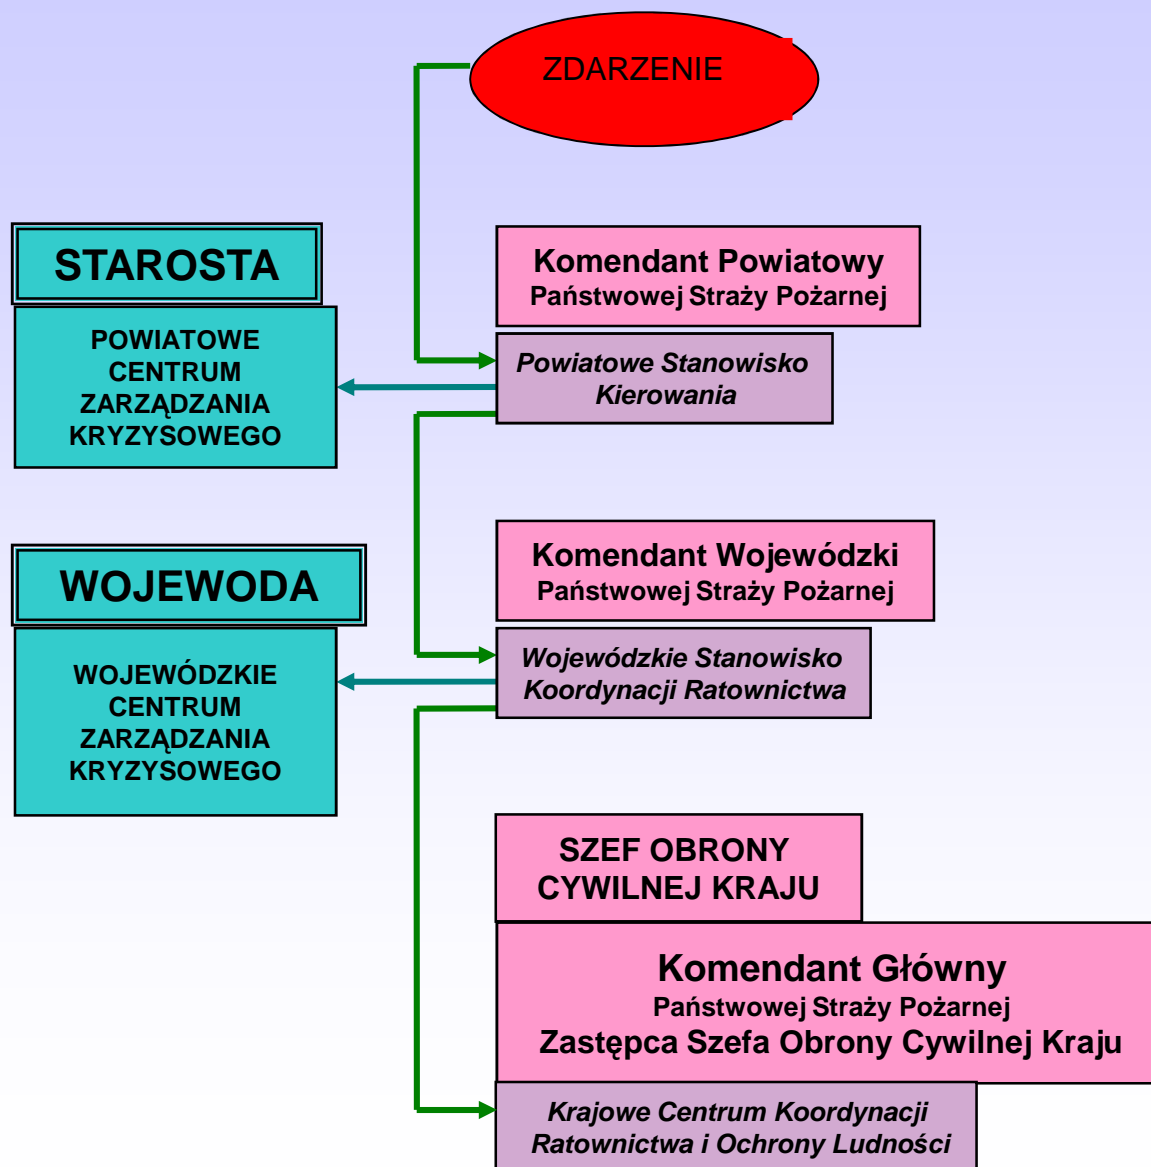 ZDARZENIE
STAROSTA
POWIATOWE
CENTRUM
ZARZĄDZANIA
KRYZYSOWEGO
Komendant Powiatowy
Państwowej Straży Pożarnej
Powiatowe Stanowisko
Kierowania
WOJEWODA
WOJEWÓDZKIE
CENTRUM
ZARZĄDZANIA
KRYZYSOWEGO
Komendant Wojewódzki
Państwowej Straży Pożarnej
Wojewódzkie Stanowisko
Koordynacji Ratownictwa
SZEF OBRONY
CYWILNEJ KRAJU
Komendant Główny
Państwowej Straży Pożarnej
Zastępca Szefa Obrony Cywilnej Kraju
Krajowe Centrum Koordynacji
Ratownictwa i Ochrony Ludności